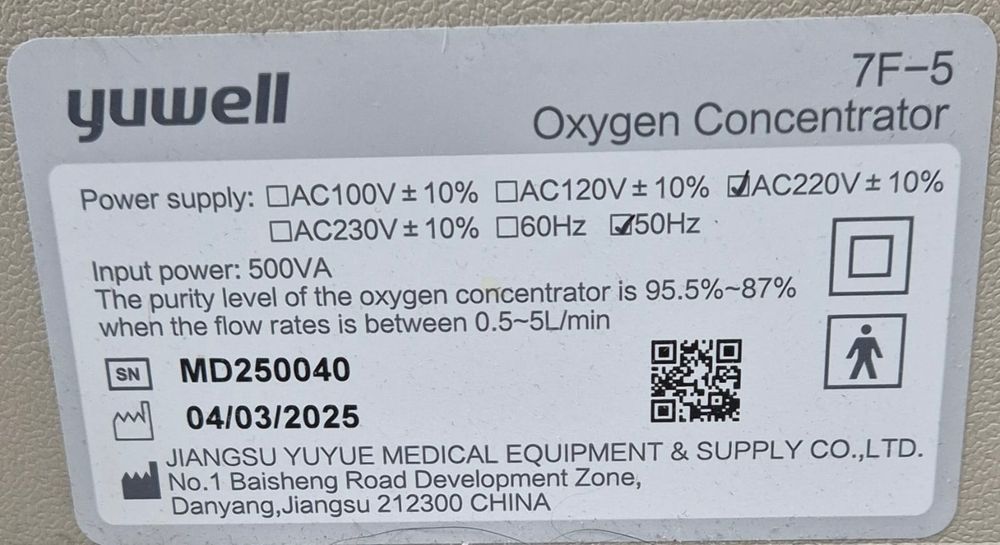 yuwell
7F-5
Oxygen Concentrator
Power supply: ☐AC100V ± 10% ☐AC120V ± 10% ☑AC220V ± 10%
☐AC230V ± 10% ☐60Hz ☑50Hz
Input power: 500VA
The purity level of the oxygen concentrator is 95.5%~87%
when the flow rates is between 0.5~5L/min
SN MD250040
04/03/2025
JIANGSU YUYUE MEDICAL EQUIPMENT & SUPPLY CO.,LTD.
No.1 Baisheng Road Development Zone,
Danyang,Jiangsu 212300 CHINA